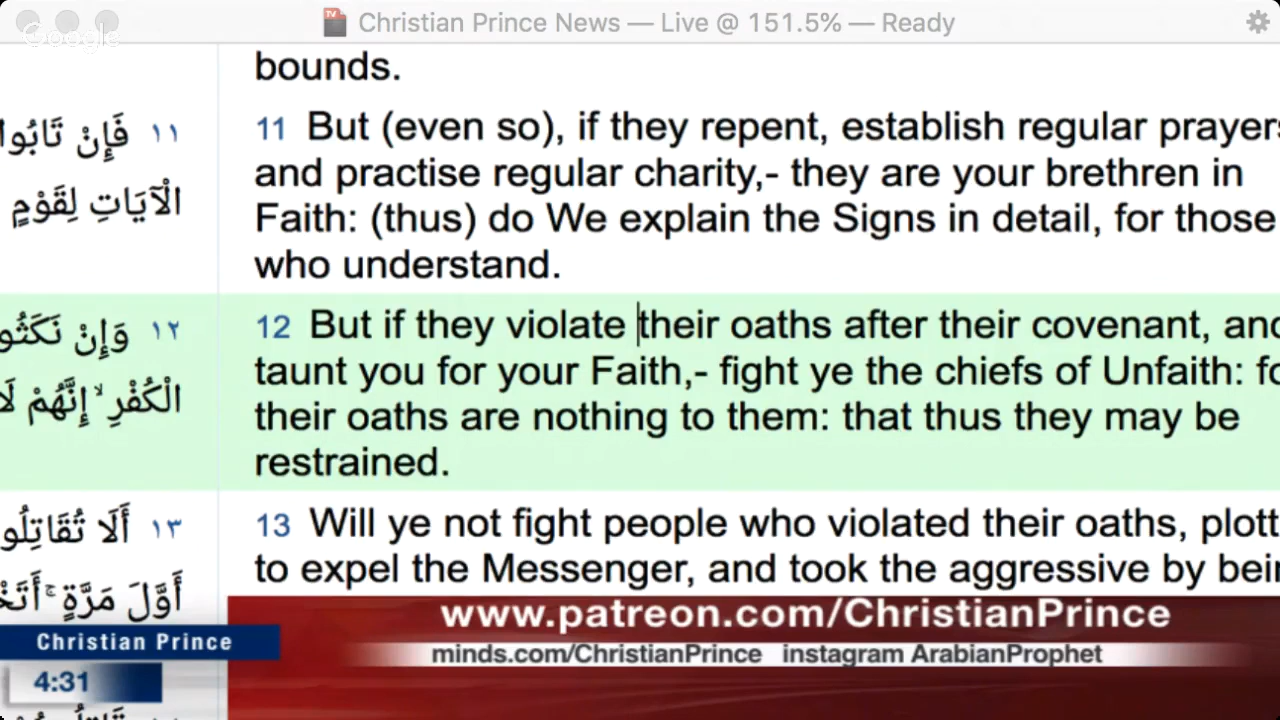 Christian Prince News — Live @ 151.5% — Ready
Google
bounds.
فَإِنْ تَابُوا ١١
الْآيَاتِ لِقَوْمٍ
11 But (even so), if they repent, establish regular prayers
and practise regular charity,- they are your brethren in
Faith: (thus) do We explain the Signs in detail, for those
who understand.
وَإِنْ نَكَثُو ١٢
الْكُفْرِ ۙ إِنَّهُمْ لَا
12 But if they violate their oaths after their covenant, and
taunt you for your Faith,- fight ye the chiefs of Unfaith: fo
their oaths are nothing to them: that thus they may be
restrained.
أَلَا تُقَاتِلُو ١٣
أَوَّلَ مَرَّةٍ ۚ أَتَخْ
13 Will ye not fight people who violated their oaths, plott
to expel the Messenger, and took the aggressive by bein
www.patreon.com/ChristianPrince
Christian Prince
minds.com/ChristianPrince instagram ArabianProphet
4:31